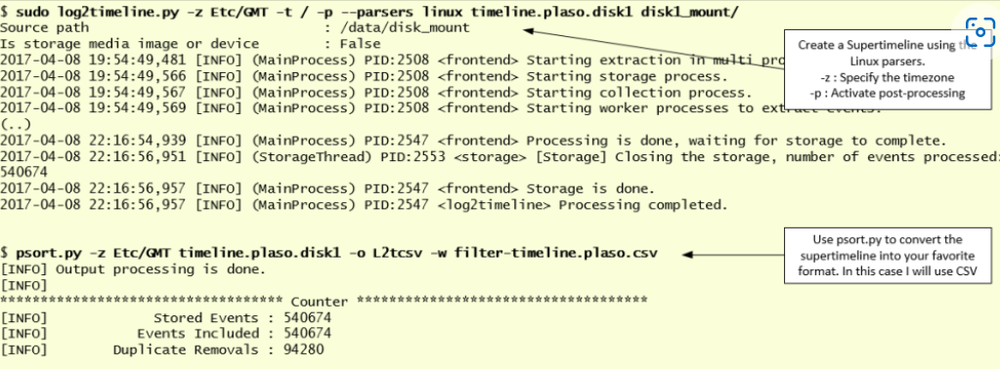 $ sudo log2timeline.py -z Etc/GMT -t / -p --parsers linux timeline.plaso.disk1 disk1_mount/
Source path : /data/disk_mount
Is storage media image or device : False
2017-04-08 19:54:49,481 [INFO] (MainProcess) PID:2508 <frontend> Starting extraction in multi pro
2017-04-08 19:54:49,566 [INFO] (MainProcess) PID:2508 <frontend> Starting storage process.
2017-04-08 19:54:49,567 [INFO] (MainProcess) PID:2508 <frontend> Starting collection process.
2017-04-08 19:54:49,569 [INFO] (MainProcess) PID:2508 <frontend> Starting worker processes to extract events.
(..)
2017-04-08 22:16:54,939 [INFO] (MainProcess) PID:2547 <frontend> Processing is done, waiting for storage to complete.
2017-04-08 22:16:56,951 [INFO] (StorageThread) PID:2553 <storage> [Storage] Closing the storage, number of events processed:
540674
2017-04-08 22:16:56,957 [INFO] (MainProcess) PID:2547 <frontend> Storage is done.
2017-04-08 22:16:56,957 [INFO] (MainProcess) PID:2547 <log2timeline> Processing completed.
Create a Supertimeline using the
Linux parsers.
-z : Specify the timezone
-p : Activate post-processing
$ psort.py -z Etc/GMT timeline.plaso.disk1 -o L2tcsv -w filter-timeline.plaso.csv
[INFO] Output processing is done.
[INFO]
*********************************** Counter ************************************
[INFO] Stored Events : 540674
[INFO] Events Included : 540674
[INFO] Duplicate Removals : 94280
Use psort.py to convert the
supertimeline into your favorite
format. In this case I will use CSV